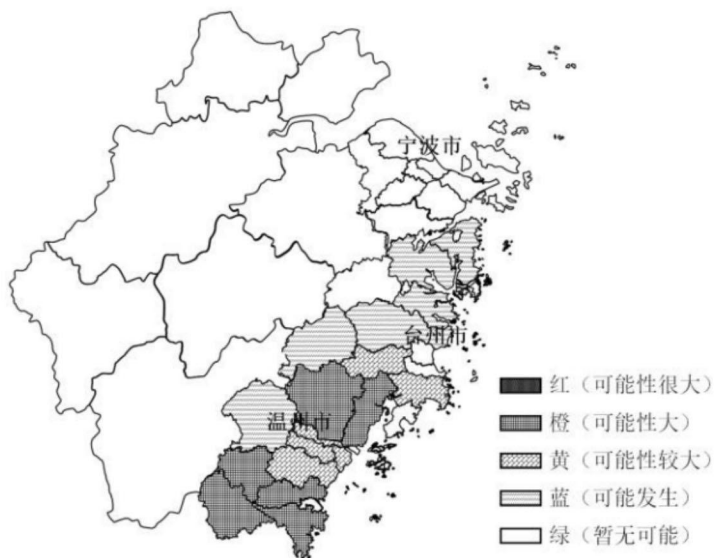 宁波市
台州市
温州市
红（可能性很大）
橙（可能性大）
黄（可能性较大）
蓝（可能发生）
绿（暂无可能）